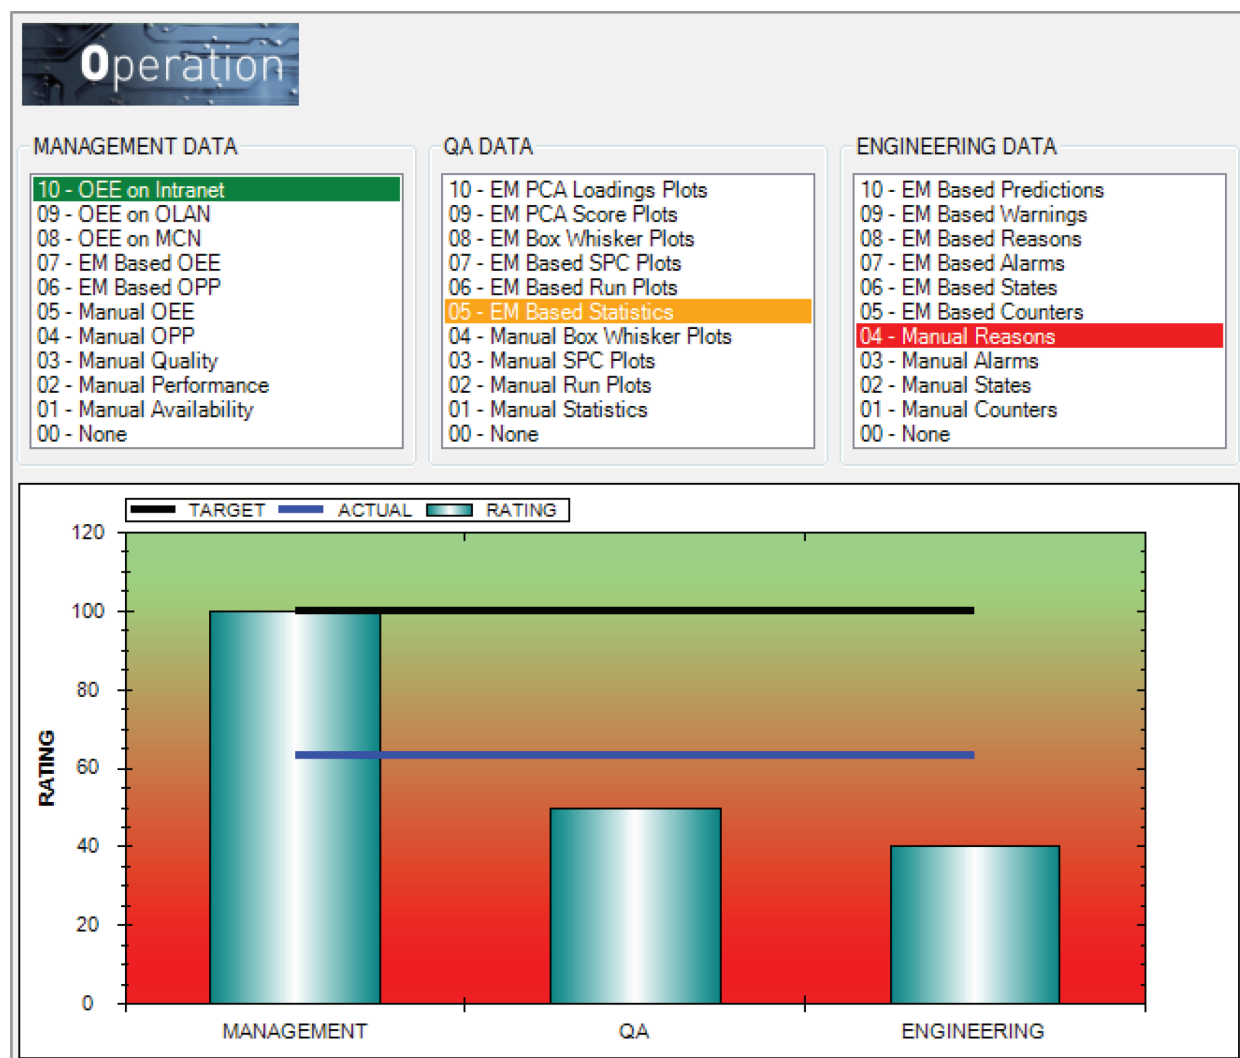 Operation
MANAGEMENT DATA
10 - OEE on Intranet
09 - OEE on OLAN
08 - OEE on MCN
07 - EM Based OEE
06 - EM Based OPP
05 - Manual OEE
04 - Manual OPP
03 - Manual Quality
02 - Manual Performance
01 - Manual Availability
00 - None
QA DATA
10 - EM PCA Loadings Plots
09 - EM PCA Score Plots
08 - EM Box Whisker Plots
07 - EM Based SPC Plots
06 - EM Based Run Plots
05 - EM Based Statistics
04 - Manual Box Whisker Plots
03 - Manual SPC Plots
02 - Manual Run Plots
01 - Manual Statistics
00 - None
ENGINEERING DATA
10 - EM Based Predictions
09 - EM Based Warnings
08 - EM Based Reasons
07 - EM Based Alarms
06 - EM Based States
05 - EM Based Counters
04 - Manual Reasons
03 - Manual Alarms
02 - Manual States
01 - Manual Counters
00 - None
TARGET ACTUAL RATING
120
100
80
60
40
20
0
RATING
MANAGEMENT QA ENGINEERING